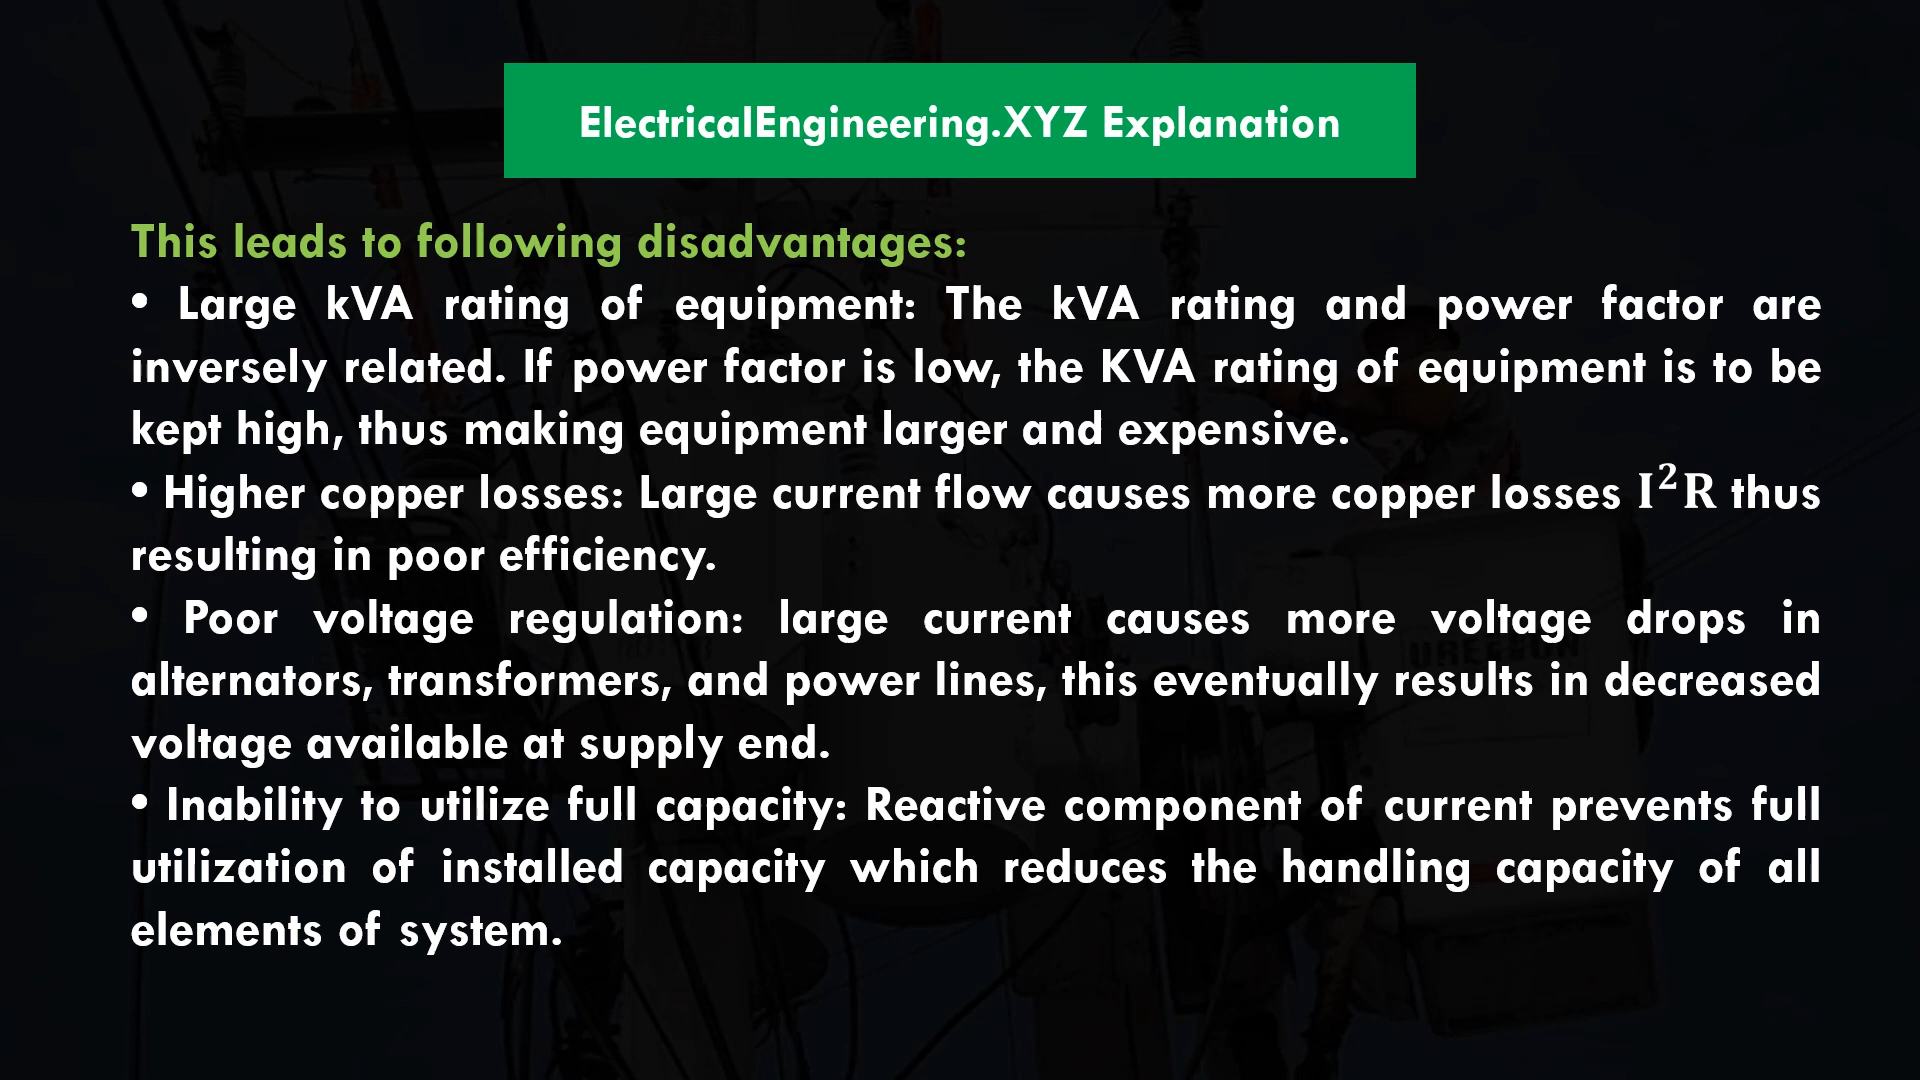 ElectricalEngineering.XYZ Explanation
This leads to following disadvantages:
• Large kVA rating of equipment: The kVA rating and power factor are
inversely related. If power factor is low, the KVA rating of equipment is to be
kept high, thus making equipment larger and expensive.
• Higher copper losses: Large current flow causes more copper losses I²R thus
resulting in poor efficiency.
• Poor voltage regulation: large current causes more voltage drops in
alternators, transformers, and power lines, this eventually results in decreased
voltage available at supply end.
• Inability to utilize full capacity: Reactive component of current prevents full
utilization of installed capacity which reduces the handling capacity of all
elements of system.